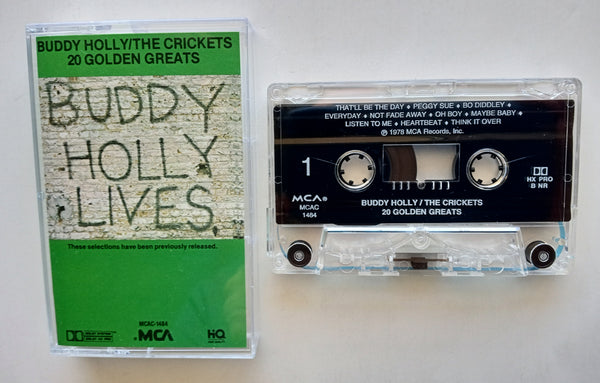 BUDDY HOLLY/THE CRICKETS
20 GOLDEN GREATS
BUDDY
HOLLY
LIVES
These selections have been previously released.
MCAC-1484
MCA
HQ
THAT'LL BE THE DAY ♦ PEGGY SUE ♦ BO DIDDLEY ♦
EVERYDAY ♦ NOT FADE AWAY ♦ OH BOY ♦ MAYBE BABY ♦
LISTEN TO ME ♦ HEARTBEAT ♦ THINK IT OVER
℗ 1978 MCA Records, Inc.
1
MCA®
MCAC
1484
HX PRO
B NR
BUDDY HOLLY / THE CRICKETS
20 GOLDEN GREATS